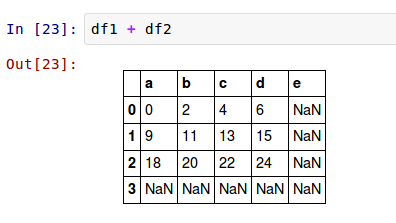 In [23]: df1 + df2
Out[23]:
a b c d e
0 0 2 4 6 NaN
1 9 11 13 15 NaN
2 18 20 22 24 NaN
3 NaN NaN NaN NaN NaN